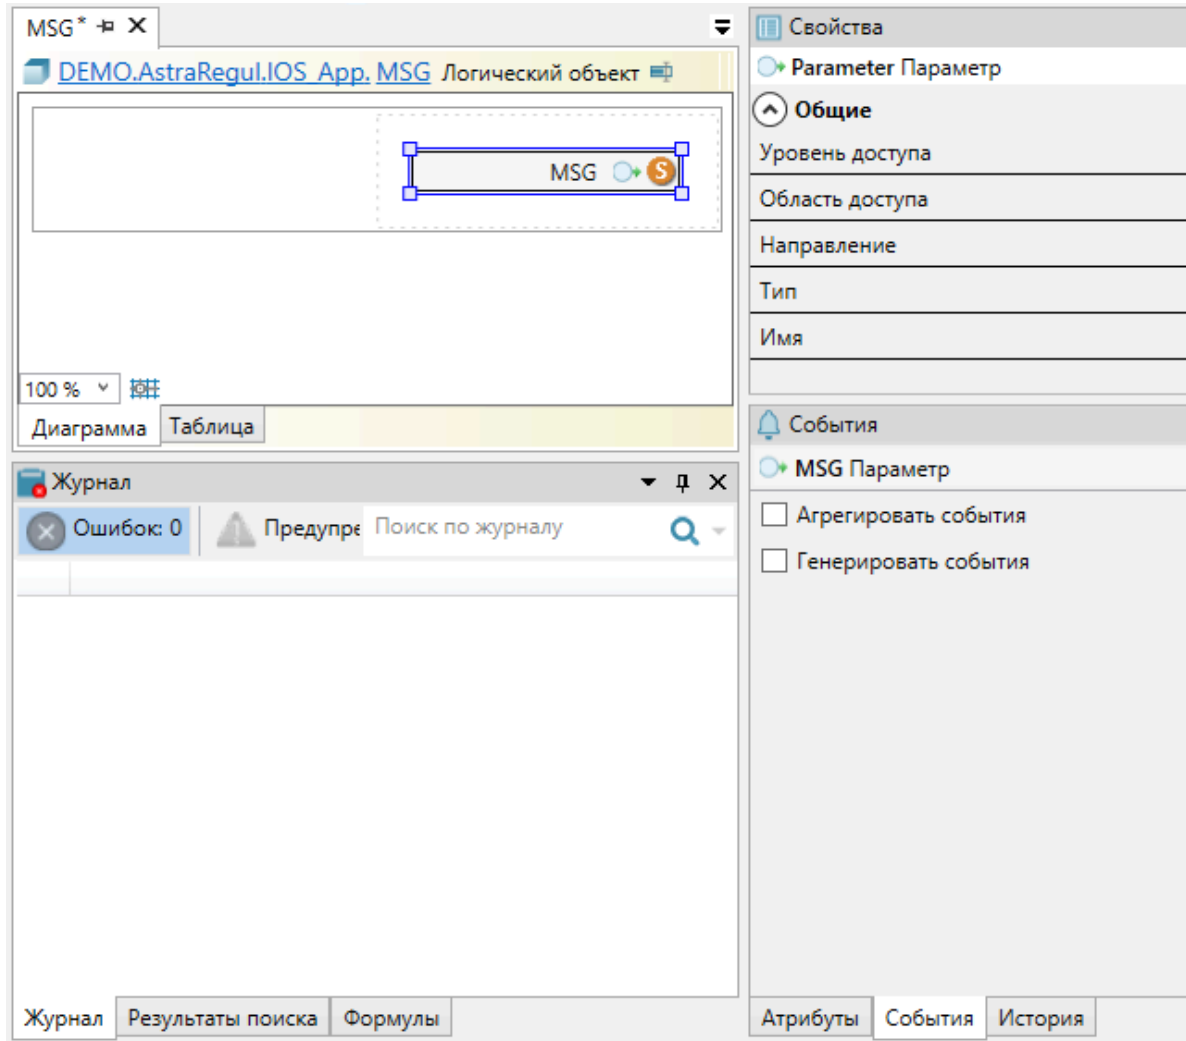 MSG*
DEMO.AstraRegul.IOS_App. MSG Логический объект
MSG S
100 %
Диаграмма Таблица
Журнал
Ошибок: 0 Предупре Поиск по журналу
Журнал Результаты поиска Формулы
Свойства
Parameter Параметр
Общие
Уровень доступа
Область доступа
Направление
Тип
Имя
События
MSG Параметр
Агрегировать события
Генерировать события
Атрибуты События История